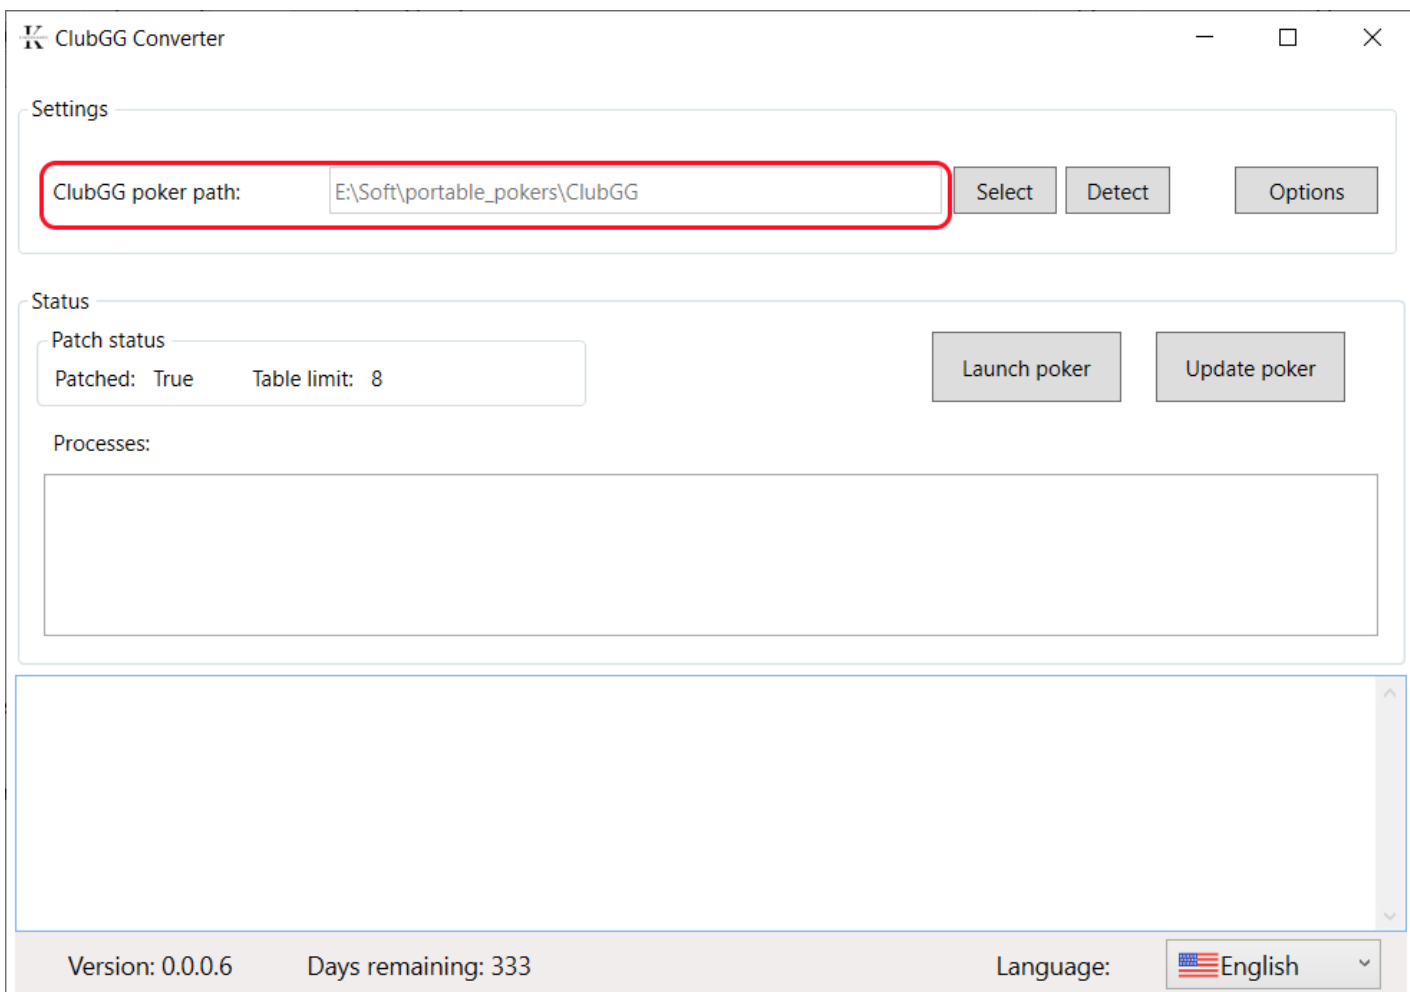 K ClubGG Converter
Settings
ClubGG poker path: E:\Soft\portable_pokers\ClubGG Select Detect Options
Status
Patch status
Patched: True Table limit: 8
Launch poker Update poker
Processes:
Version: 0.0.0.6 Days remaining: 333 Language: English